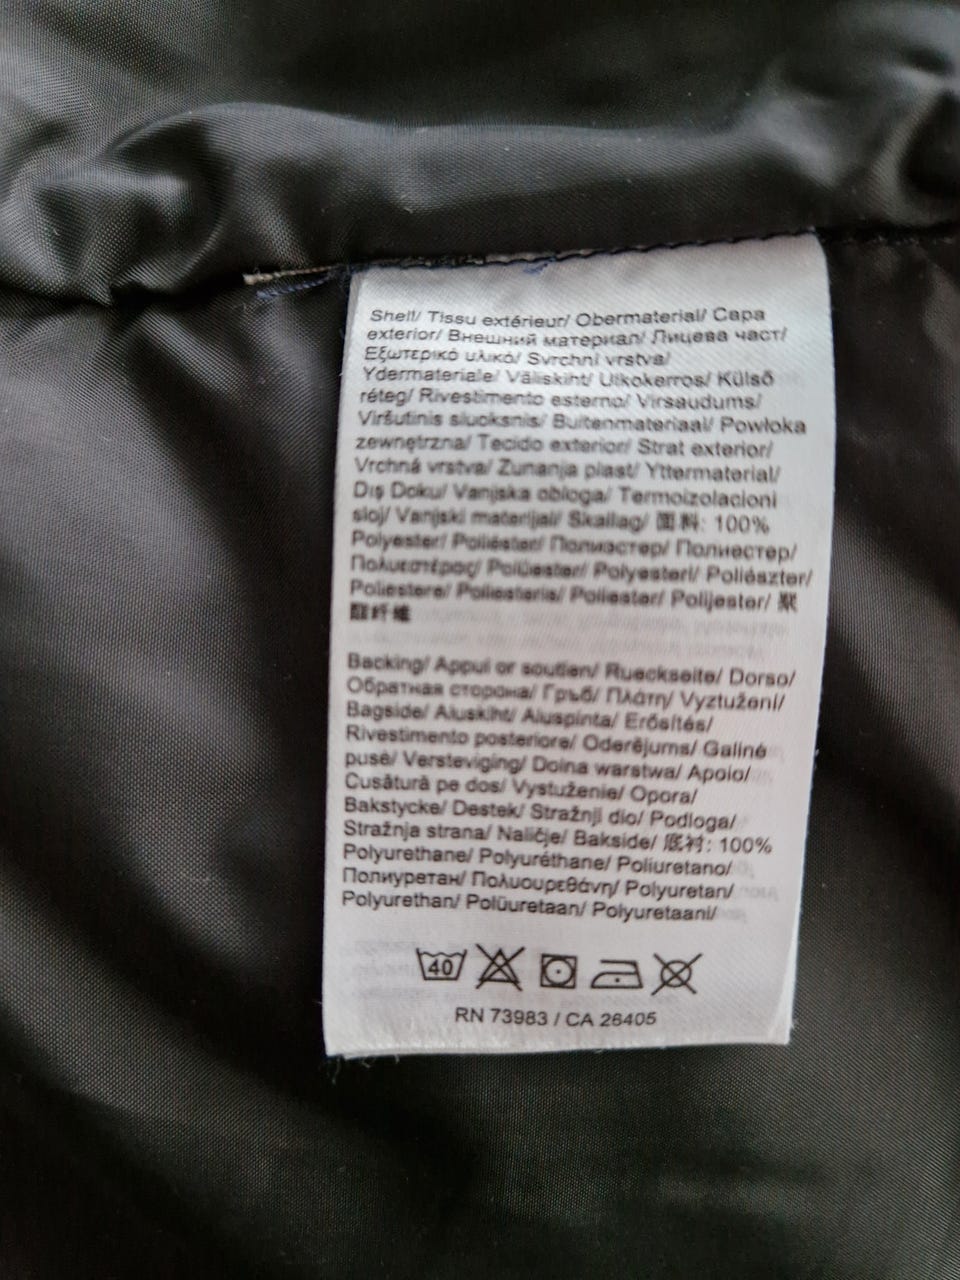 Shell/ Tissu extérieur/ Obermaterial/ Capa
exterior/ Внешний материал/ Лицева част/
Εξωτερικό υλικό/ Svrchní vrstva/
Ydermateriale/ Väliskiht/ Ulkokerros/ Külső
réteg/ Rivestimento esterno/ Virsaudums/
Viršutinis sluoksnis/ Buitenmateriaal/ Powłoka
zewnętrzna/ Tecido exterior/ Strat exterior/
Vrchná vrstva/ Zunanja plast/ Yttermaterial/
Dış Doku/ Vanjska obloga/ Termoizolacioni
sloj/ Vanjski materijal/ Skallag/ 面料: 100%
Polyester/ Poliéster/ Полиэстер/ Полиестер/
Πολυεστέρας/ Polüester/ Polyesteri/ Poliészter/
Poliestere/ Poliesteris/ Poliester/ Polijester/ 聚
酯纤维
Backing/ Appui or soutien/ Rueckseite/ Dorso/
Обратная сторона/ Гръб/ Πλάτη/ Vyztužení/
Bagside/ Aluskiht/ Aluspinta/ Erősítés/
Rivestimento posteriore/ Oderējums/ Galinė
pusė/ Versteviging/ Dolna warstwa/ Apoio/
Cusătură pe dos/ Vystuženie/ Opora/
Bakstycke/ Destek/ Stražnji dio/ Podloga/
Stražnja strana/ Naličje/ Bakside/ 底衬: 100%
Polyurethane/ Polyuréthane/ Poliuretano/
Полиуретан/ Πολυουρεθάνη/ Polyuretan/
Polyurethan/ Polüuretaan/ Polyuretaani/
40
RN 73983 / CA 26405